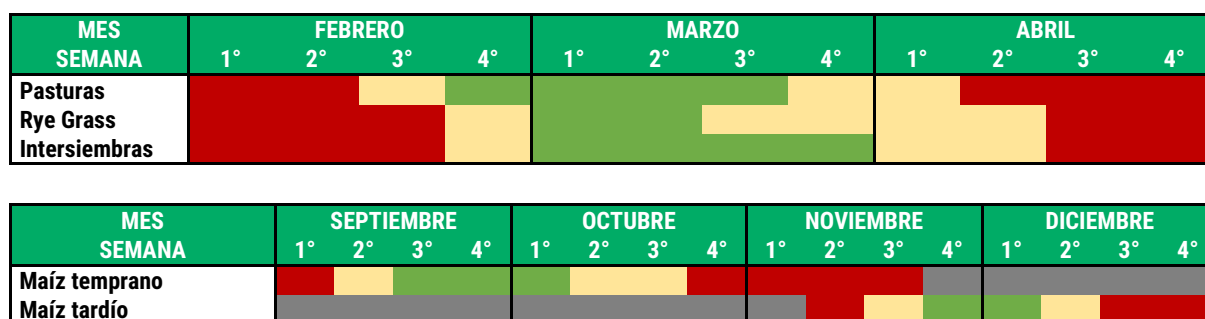 MES FEBRERO MARZO ABRIL
SEMANA 1° 2° 3° 4° 1° 2° 3° 4° 1° 2° 3° 4°
Pasturas
Rye Grass
Intersiembras
MES SEPTIEMBRE OCTUBRE NOVIEMBRE DICIEMBRE
SEMANA 1° 2° 3° 4° 1° 2° 3° 4° 1° 2° 3° 4° 1° 2° 3° 4°
Maíz temprano
Maíz tardío